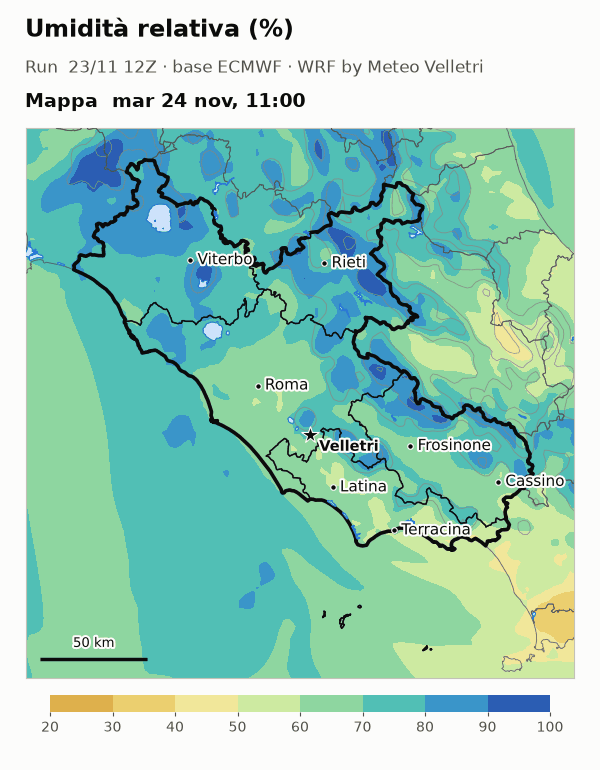 Umidità relativa (%)
Run  23/11 12Z · base ECMWF · WRF by Meteo Velletri
Mappa  mar 24 nov, 11:00
Viterbo
Rieti
Roma
Velletri
Frosinone
Cassino
Latina
Terracina
50 km
20 30 40 50 60 70 80 90 100